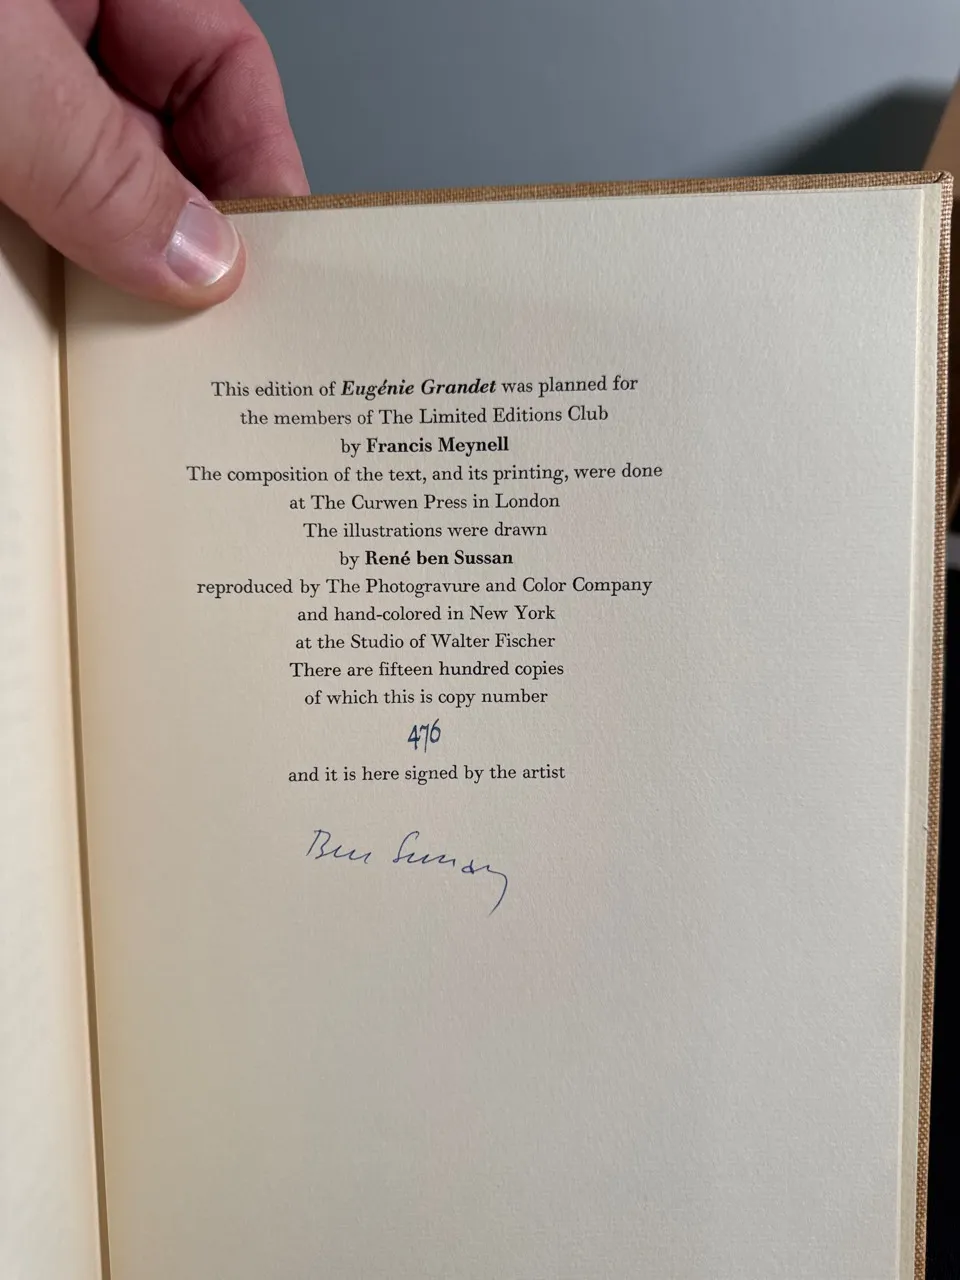 This edition of Eugénie Grandet was planned for
the members of The Limited Editions Club
by Francis Meynell
The composition of the text, and its printing, were done
at The Curwen Press in London
The illustrations were drawn
by René ben Sussan
reproduced by The Photogravure and Color Company
and hand-colored in New York
at the Studio of Walter Fischer
There are fifteen hundred copies
of which this is copy number
476
and it is here signed by the artist
Ben Sussan